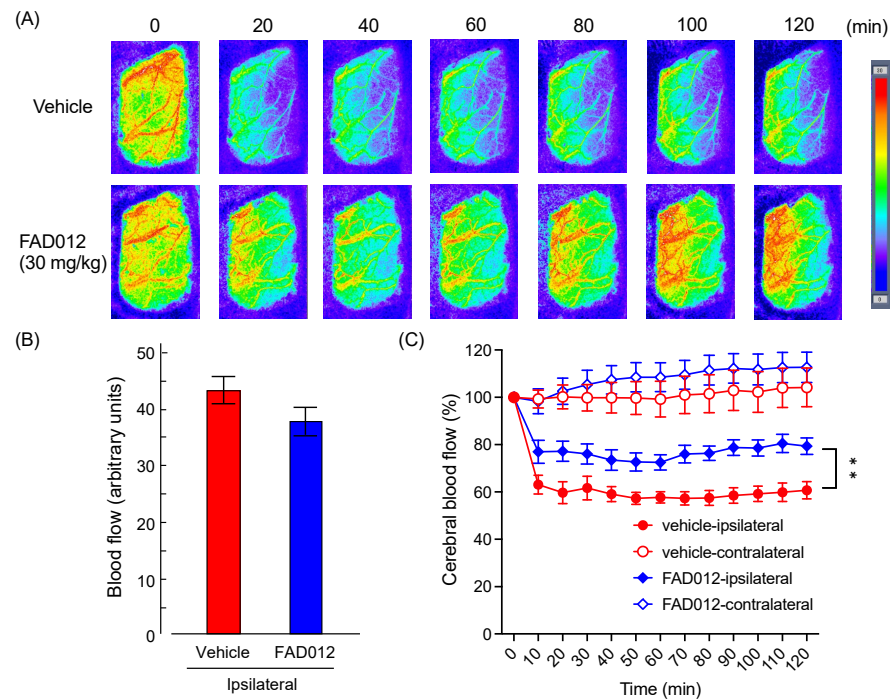 (A)
0 20 40 60 80 100 120 (min)
Vehicle
FAD012
(30 mg/kg)
0
(B)
Blood flow (arbitrary units)
50
40
30
20
10
0
Vehicle FAD012
Ipsilateral
(C)
Cerebral blood flow (%)
120
100
80
60
40
20
0
**
vehicle-ipsilateral
vehicle-contralateral
FAD012-ipsilateral
FAD012-contralateral
0 10 20 30 40 50 60 70 80 90 100 110 120
Time (min)